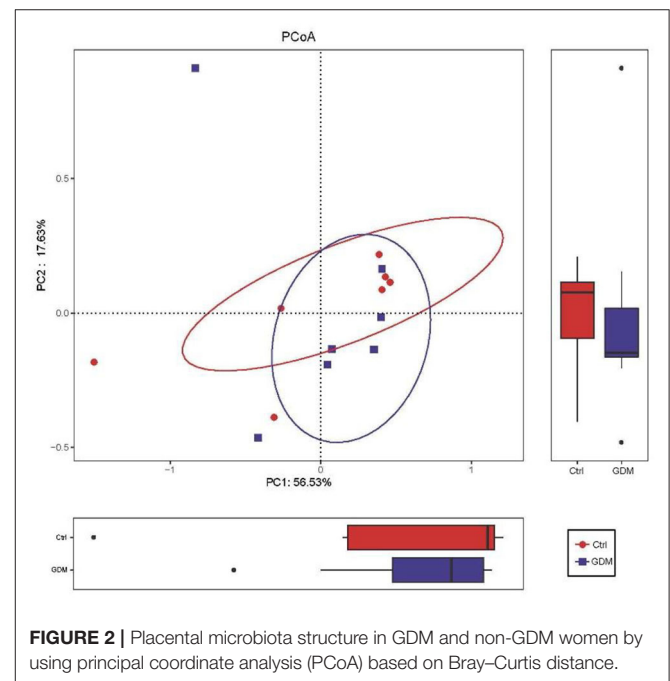 PCoA
0.5
0.0
−0.5
PC2 : 17.63%
−1
0
1
PC1: 56.53%
Ctrl
GDM
Ctrl
GDM
Ctrl
GDM
FIGURE 2 | Placental microbiota structure in GDM and non-GDM women by
using principal coordinate analysis (PCoA) based on Bray–Curtis distance.